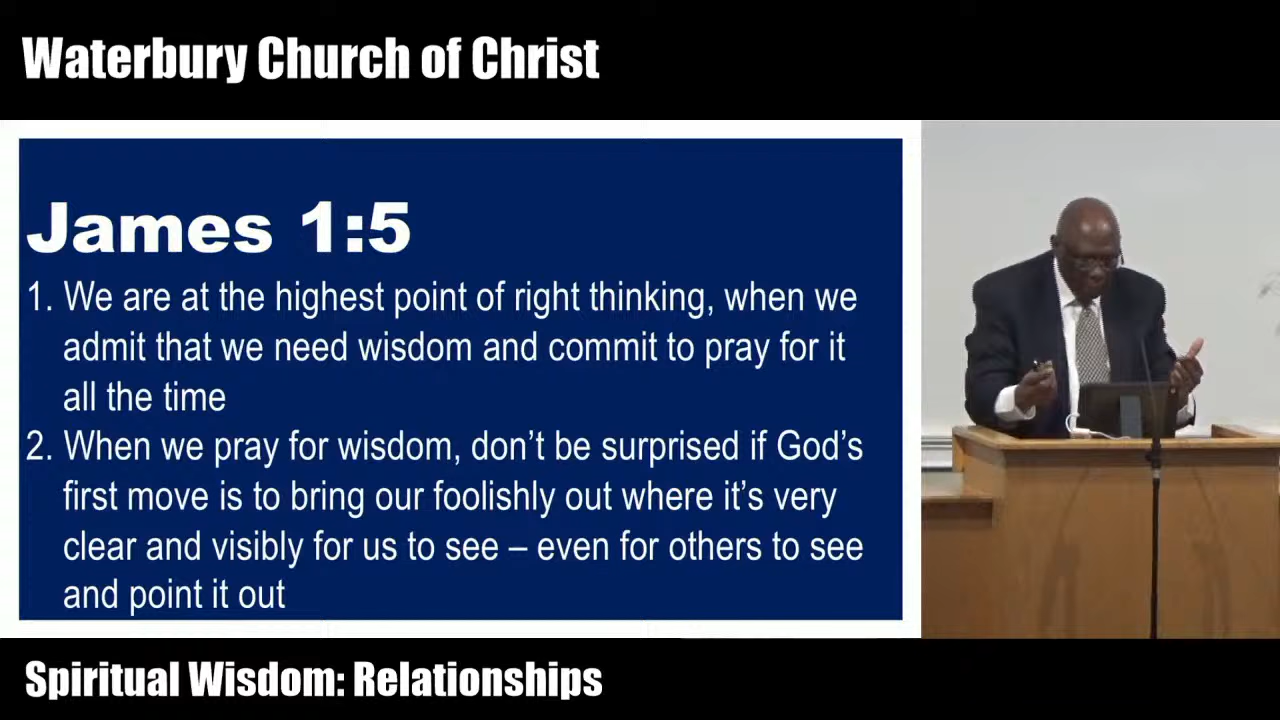 Waterbury Church of Christ
James 1:5
1. We are at the highest point of right thinking, when we
admit that we need wisdom and commit to pray for it
all the time
2. When we pray for wisdom, don’t be surprised if God’s
first move is to bring our foolishly out where it’s very
clear and visibly for us to see – even for others to see
and point it out
Spiritual Wisdom: Relationships